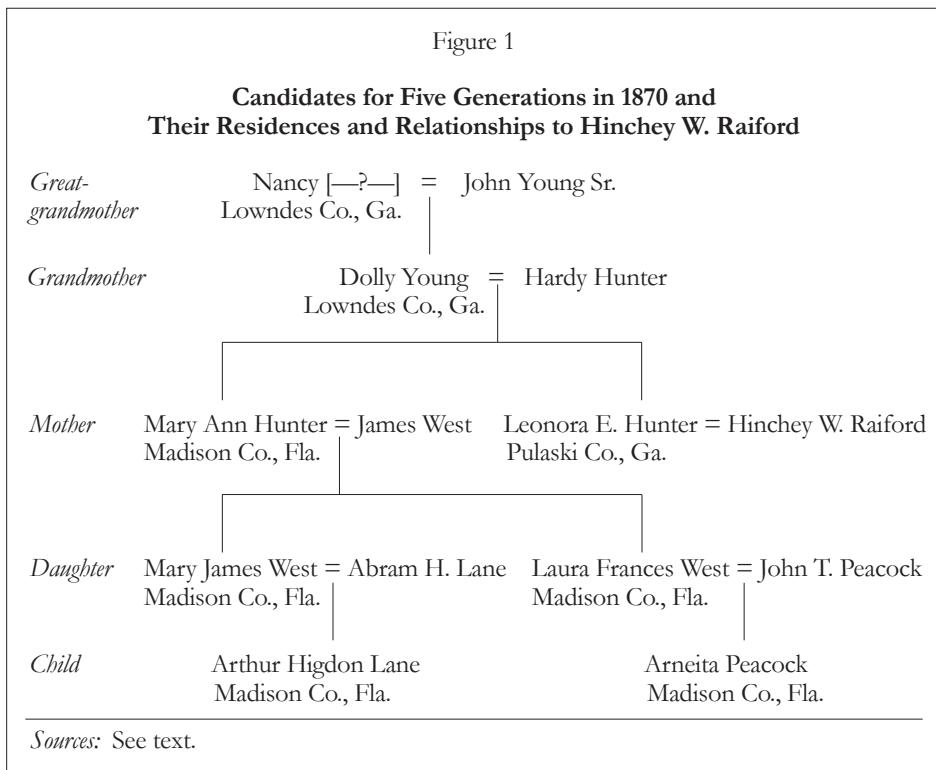 Figure 1
Candidates for Five Generations in 1870 and
Their Residences and Relationships to Hinchey W. Raiford
Great-
grandmother
Nancy [—?—] = John Young Sr.
Lowndes Co., Ga.
Grandmother Dolly Young = Hardy Hunter
Lowndes Co., Ga.
Mother Mary Ann Hunter = James West Leonora E. Hunter = Hinchey W. Raiford
Madison Co., Fla. Pulaski Co., Ga.
Daughter Mary James West = Abram H. Lane Laura Frances West = John T. Peacock
Madison Co., Fla. Madison Co., Fla.
Child Arthur Higdon Lane Arneita Peacock
Madison Co., Fla. Madison Co., Fla.
Sources: See text.